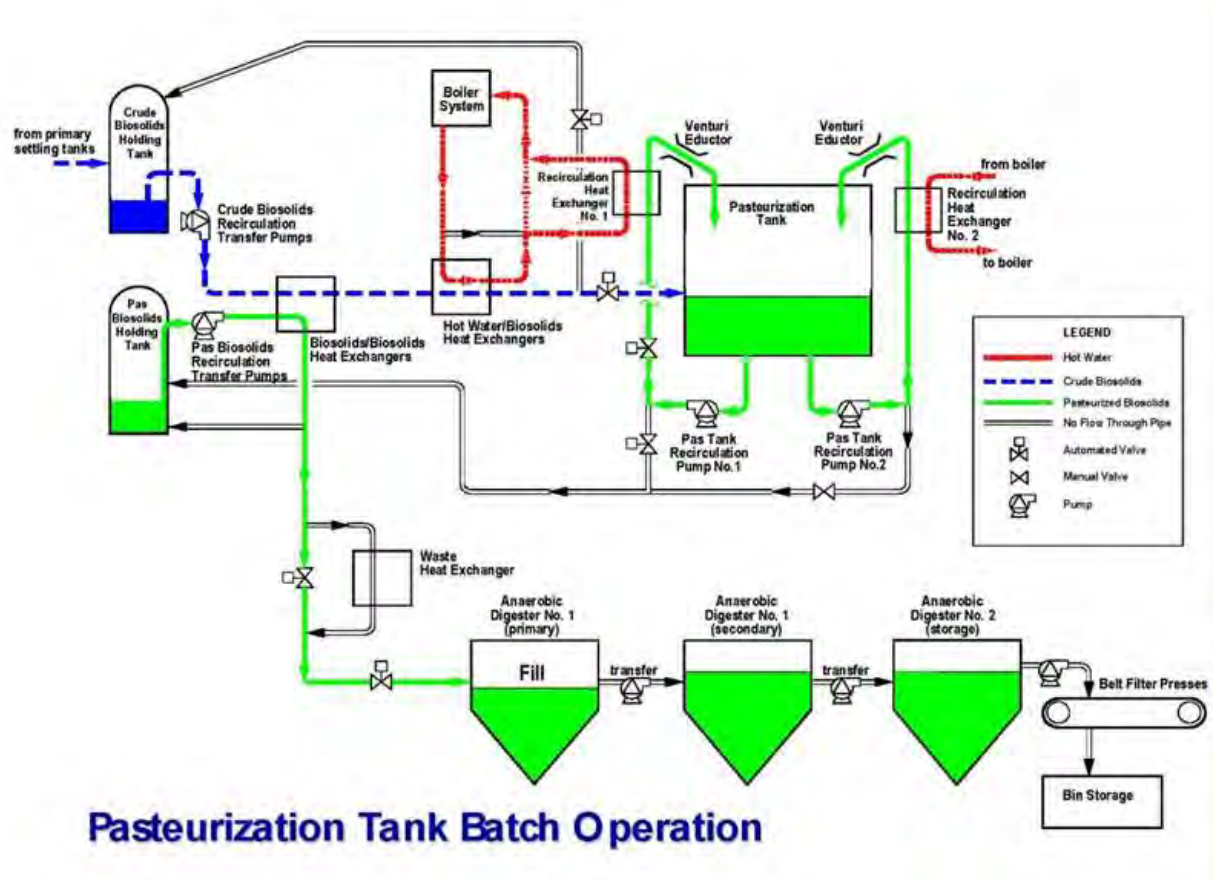 Crude
Biosolids
Holding
Tank
from primary
settling tanks
Crude Biosolids
Recirculation
Transfer Pumps
Boiler
System
Recirculation
Heat
Exchanger
No. 1
Venturi
Eductor
Venturi
Eductor
Pasteurization
Tank
from boiler
Recirculation
Heat
Exchanger
No. 2
to boiler
Pas
Biosolids
Holding
Tank
Pas Biosolids
Recirculation
Transfer Pumps
Biosolids/Biosolids
Heat Exchangers
Hot Water/Biosolids
Heat Exchangers
Pas Tank
Recirculation
Pump No.1
Pas Tank
Recirculation
Pump No.2
LEGEND
Hot Water
Crude Biosolids
Pasteurized Biosolids
No Flow Through Pipe
Automated Valve
Manual Valve
Pump
Waste
Heat Exchanger
Anaerobic
Digester No. 1
(primary)
Fill
transfer
Anaerobic
Digester No. 1
(secondary)
transfer
Anaerobic
Digester No. 2
(storage)
Belt Filter Presses
Bin Storage
Pasteurization Tank Batch Operation